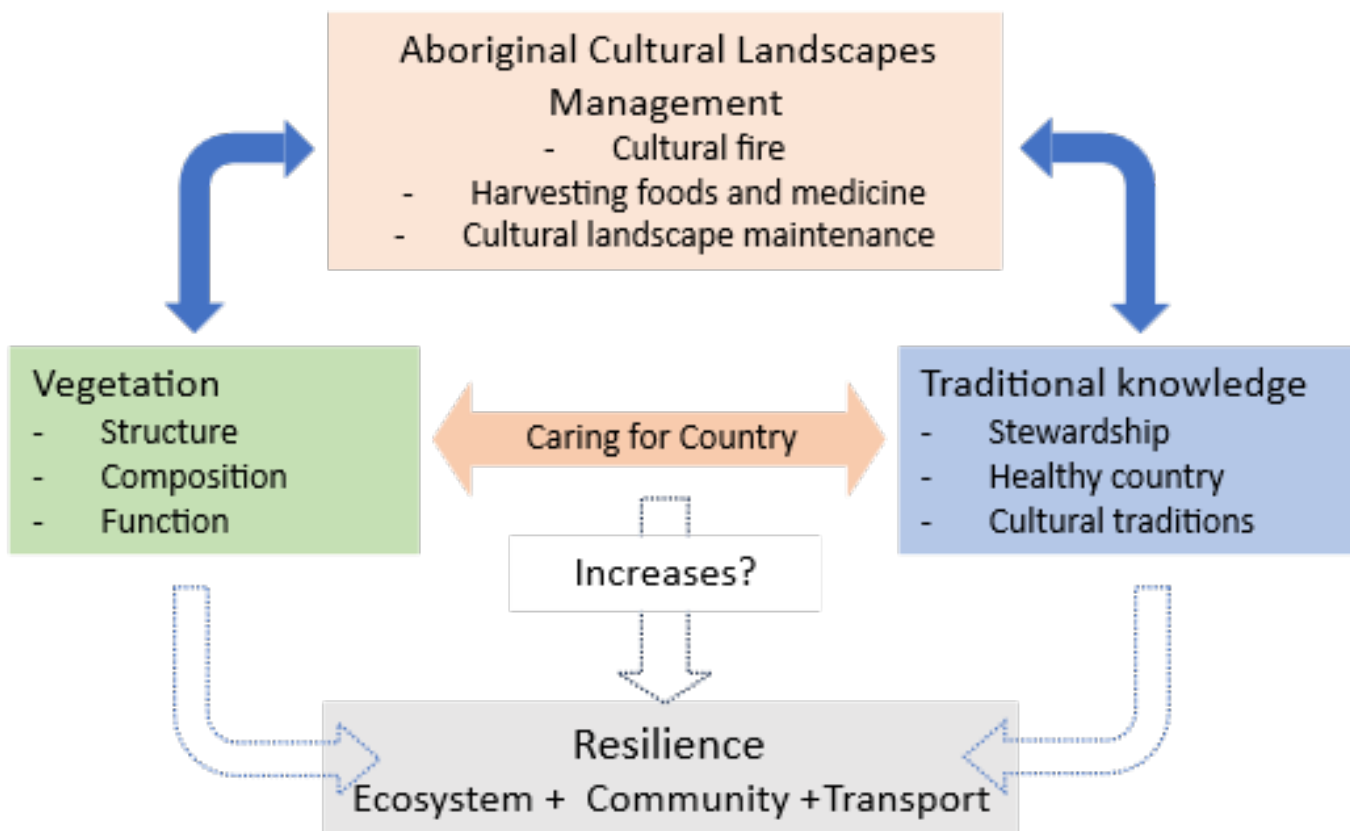 Aboriginal Cultural Landscapes
Management
- Cultural fire
- Harvesting foods and medicine
- Cultural landscape maintenance
Vegetation
- Structure
- Composition
- Function
Caring for Country
Traditional knowledge
- Stewardship
- Healthy country
- Cultural traditions
Increases?
Resilience
Ecosystem + Community +Transport